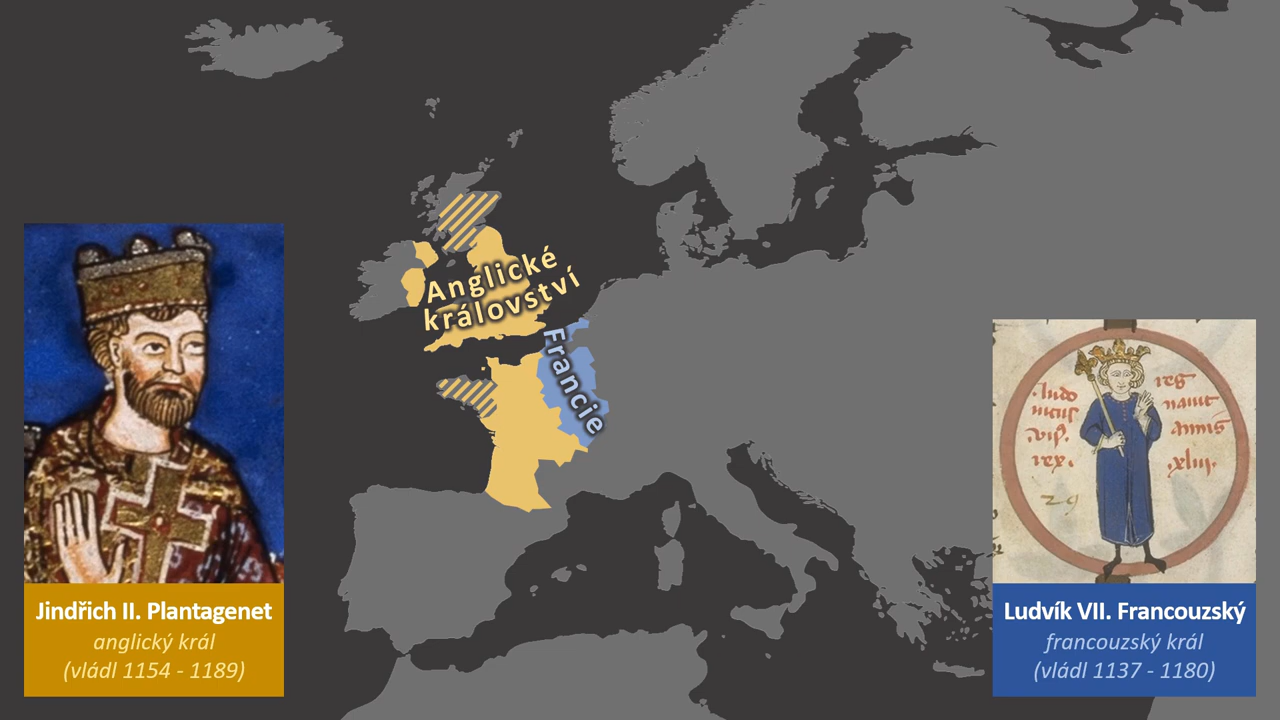 Anglické
království
Francie
Jindřich II. Plantagenet
anglický král
(vládl 1154 - 1189)
reg
Ludvík VII. Francouzský
francouzský král
(vládl 1137 - 1180)